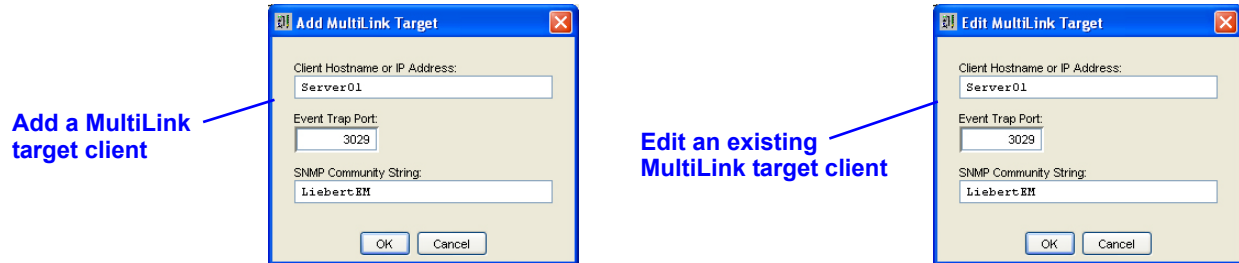 Add MultiLink Target
Client Hostname or IP Address:
Server01
Event Trap Port:
3029
SNMP Community String:
LiebertEM
OK Cancel
Add a MultiLink
target client
Edit MultiLink Target
Client Hostname or IP Address:
Server01
Event Trap Port:
3029
SNMP Community String:
LiebertEM
OK Cancel
Edit an existing
MultiLink target client